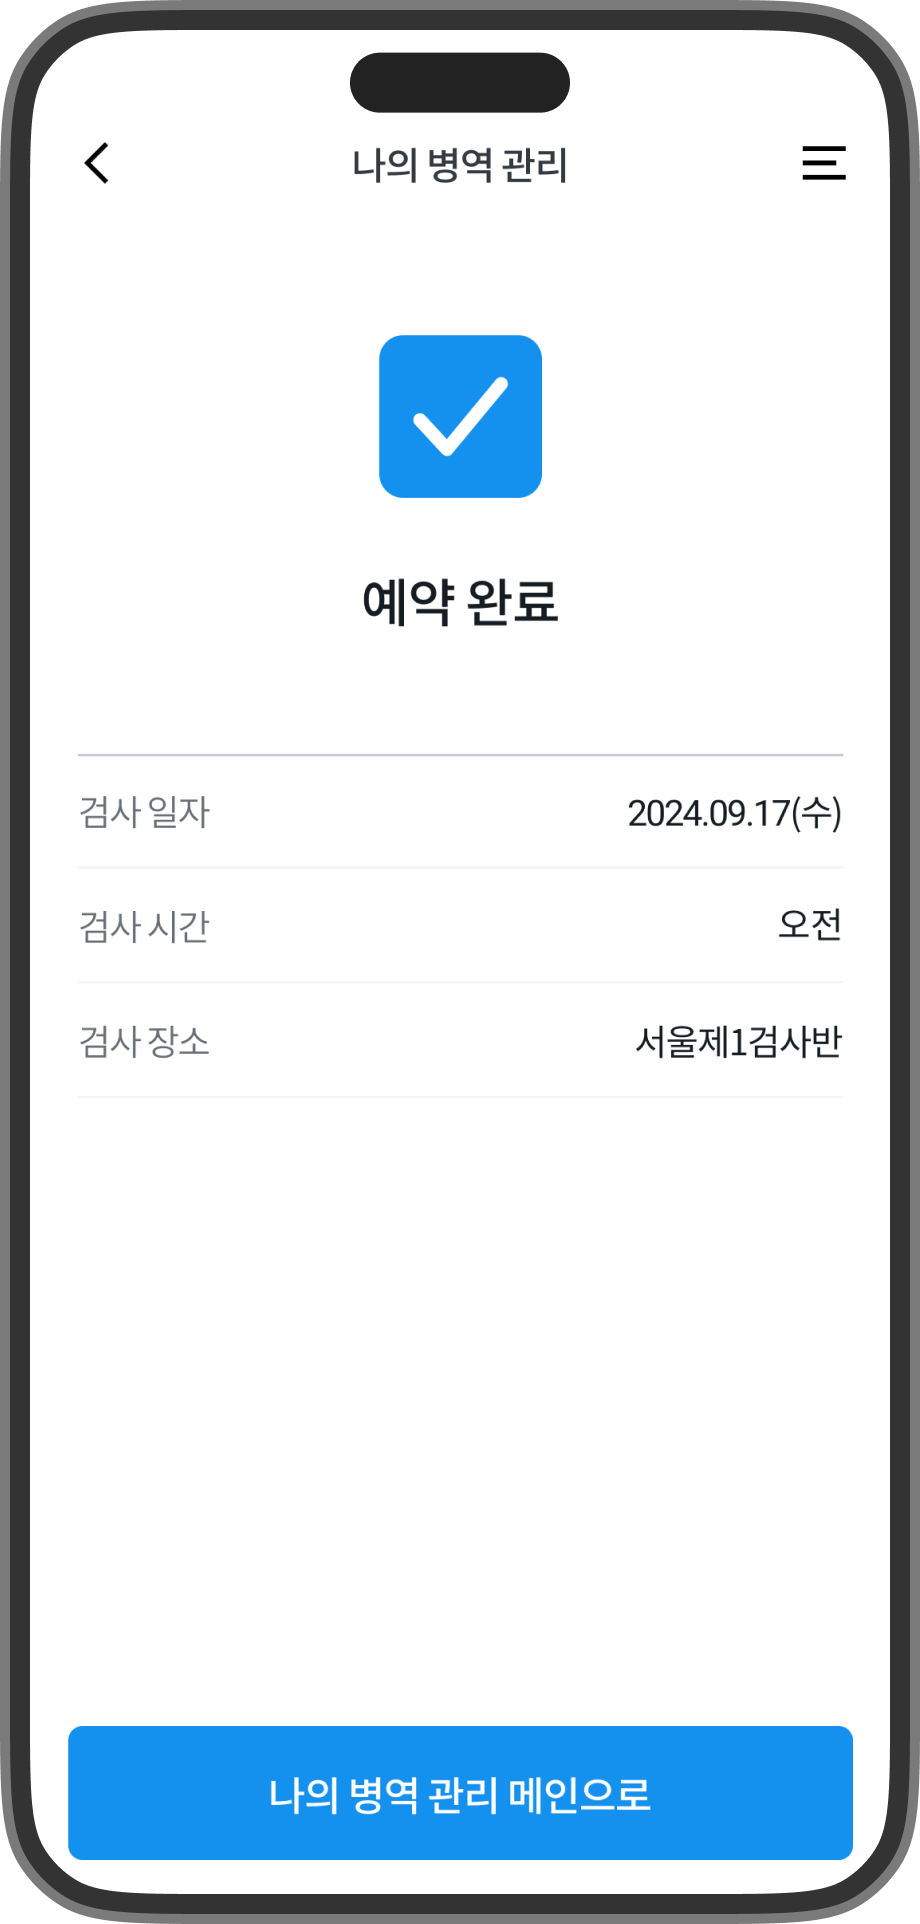 나의 병역 관리
예약 완료
검사 일자 2024.09.17(수)
검사 시간 오전
검사 장소 서울제1검사반
나의 병역 관리 메인으로